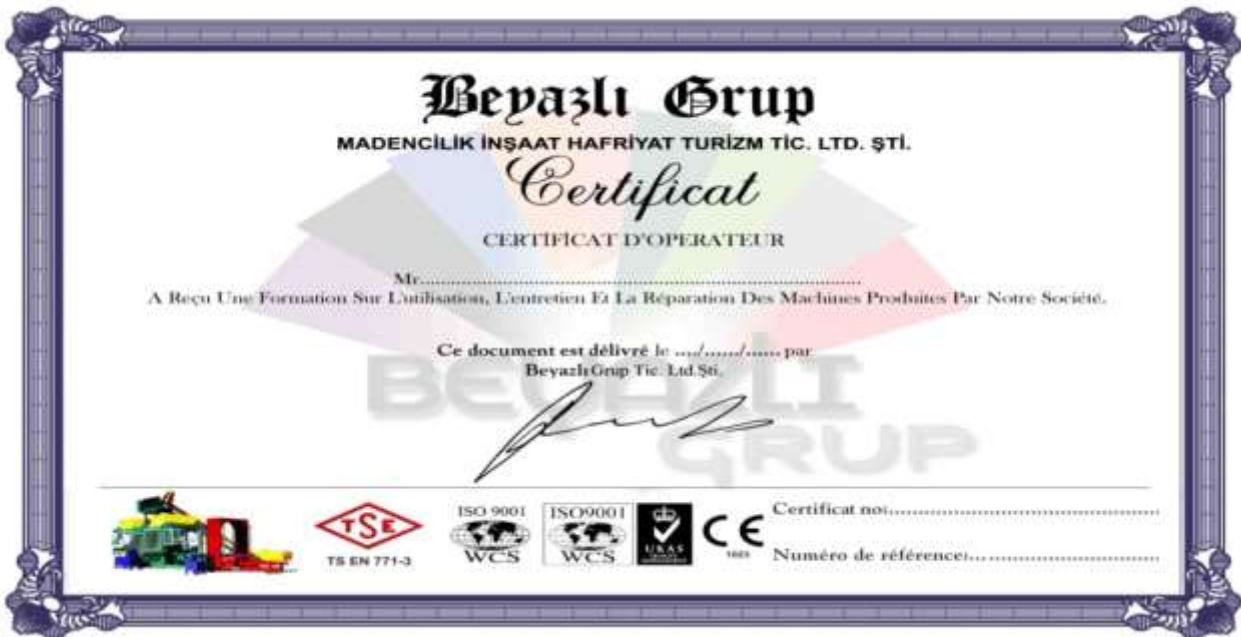 Beyazlı Grup
MADENCİLİK İNŞAAT HAFRİYAT TURİZM TİC. LTD. ŞTİ.
Certificat
CERTİFİCAT D'OPERATEUR
Mr....................................................................................................
A Reçu Une Formation Sur L'utilisation, L'entretien Et La Réparation Des Machines Produites Par Notre Société.
Ce document est délivré le ..../....../...... par
Beyazlı Grup Tic. Ltd.Şti.
BEYAZLI
GRUP
TSE
TS EN 771-3
ISO 9001
WCS
ISO9001
WCS
UKAS
CE
Certificat no:.......................................................
Numéro de référence:.......................................